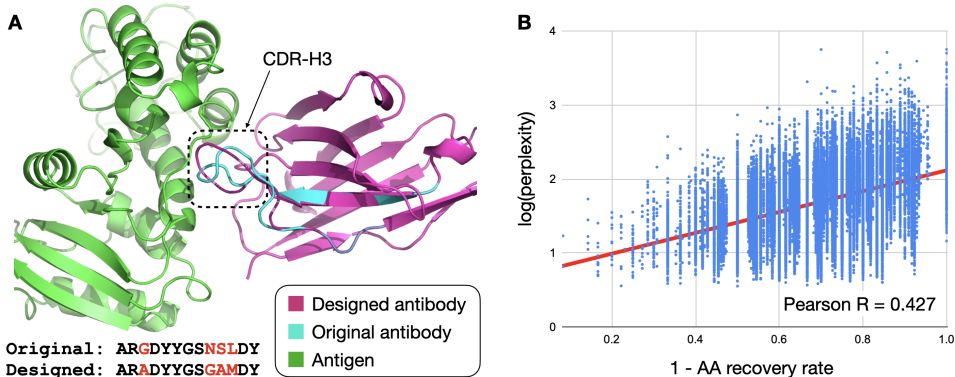 A
CDR-H3
Designed antibody
Original antibody
Antigen
Original: ARGDYYGSNSLDY
Designed: ARADYYGSGAMDY
B
log(perplexity)
4
3
2
1
0
Pearson R = 0.427
0.2
0.4
0.6
0.8
1.0
1 - AA recovery rate